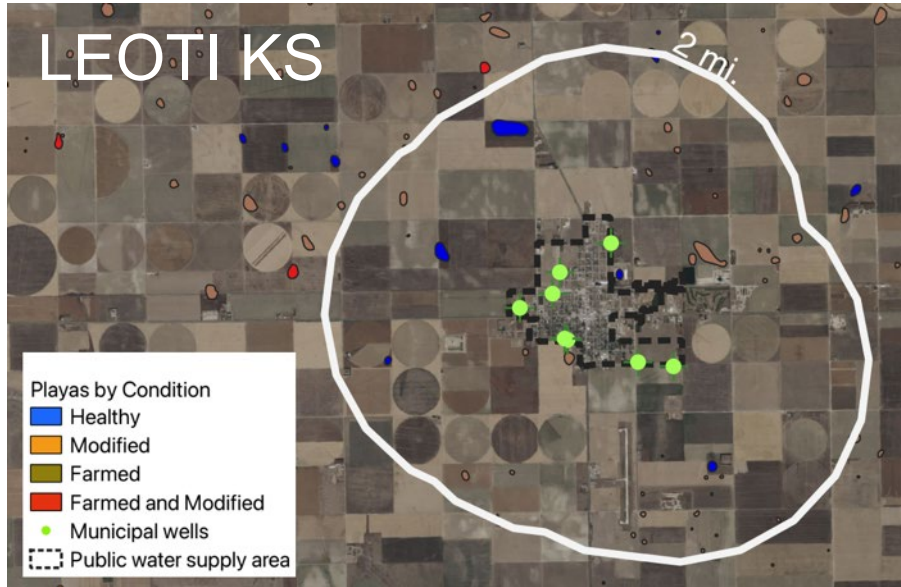 LEOTI KS
2 mi.
Playas by Condition
Healthy
Modified
Farmed
Farmed and Modified
Municipal wells
Public water supply area